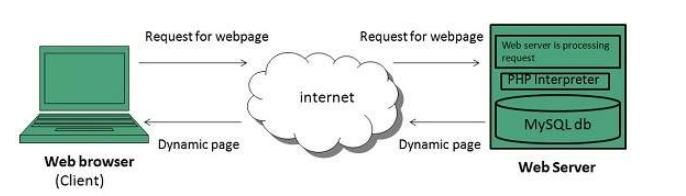 Request for webpage
Request for webpage
Web server is processing
request
PHP Interpreter
internet
MySQL db
Dynamic page
Dynamic page
Web browser
(Client)
Web Server